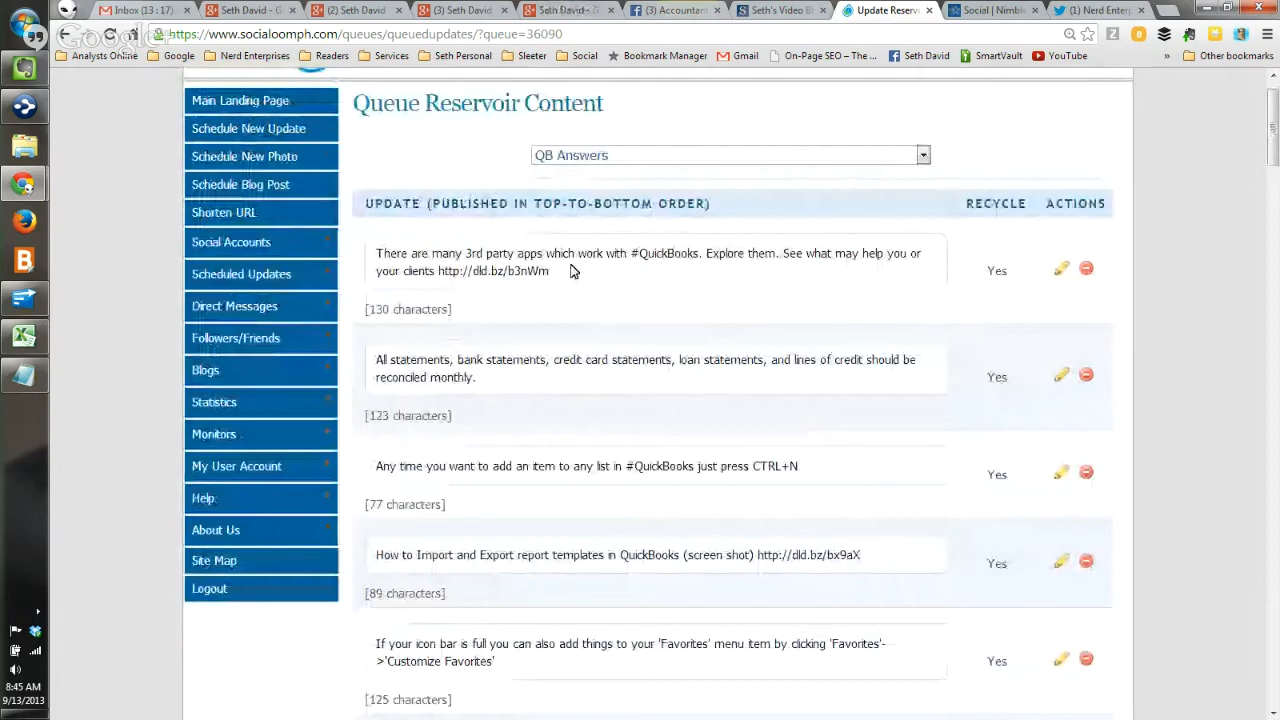 Inbox (13:17)
Seth David - G
(2) Seth David
(3) Seth David
Seth David - 
(3) Accountan
Seth's Video B
Update Reserv
Social | Nimble
(1) Nerd Enter
https://www.socialoomph.com/queues/queuedupdates/?queue=36090
Google+
Analysts Online
Google
Nerd Enterprises
Readers
Services
Seth Personal
Sleeter
Social
Bookmark Manager
Gmail
On-Page SEO – The ...
Seth David
SmartVault
YouTube
»
Other bookmarks
Main Landing Page
Schedule New Update
Schedule New Photo
Schedule Blog Post
Shorten URL
Social Accounts
Scheduled Updates
Direct Messages
Followers/Friends
Blogs
Statistics
Monitors
My User Account
Help
About Us
Site Map
Logout
Queue Reservoir Content
QB Answers
UPDATE (PUBLISHED IN TOP-TO-BOTTOM ORDER) RECYCLE ACTIONS
There are many 3rd party apps which work with #QuickBooks. Explore them. See what may help you or
your clients http://dld.bz/b3nWm
Yes
[130 characters]
All statements, bank statements, credit card statements, loan statements, and lines of credit should be
reconciled monthly.
Yes
[123 characters]
Any time you want to add an item to any list in #QuickBooks just press CTRL+N
Yes
[77 characters]
How to Import and Export report templates in QuickBooks (screen shot) http://dld.bz/bx9aX
Yes
[89 characters]
If your icon bar is full you can also add things to your 'Favorites' menu item by clicking 'Favorites'-
>'Customize Favorites'
Yes
[125 characters]
8:45 AM
9/13/2013